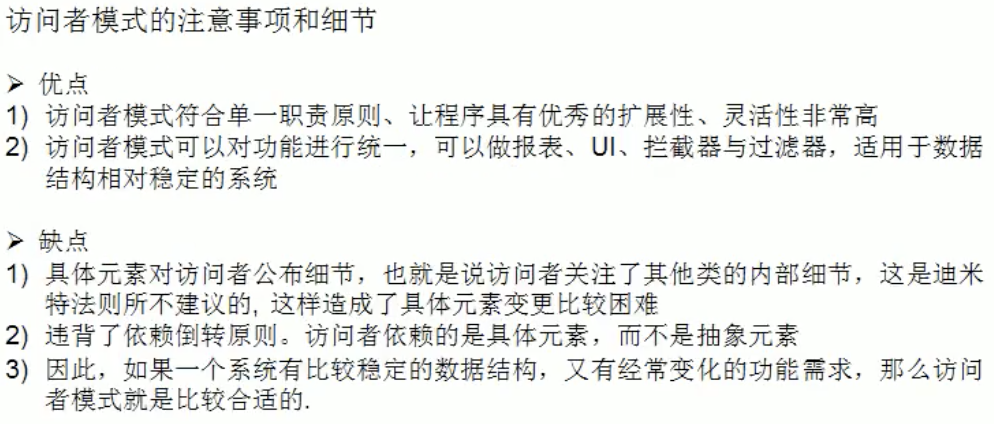 访问者模式的注意事项和细节
➢ 优点
1) 访问者模式符合单一职责原则、让程序具有优秀的扩展性、灵活性非常高
2) 访问者模式可以对功能进行统一，可以做报表、UI、拦截器与过滤器，适用于数据
结构相对稳定的系统
➢ 缺点
1) 具体元素对访问者公布细节，也就是说访问者关注了其他类的内部细节，这是迪米
特法则所不建议的, 这样造成了具体元素变更比较困难
2) 违背了依赖倒转原则。访问者依赖的是具体元素，而不是抽象元素
3) 因此，如果一个系统有比较稳定的数据结构，又有经常变化的功能需求，那么访问
者模式就是比较合适的.